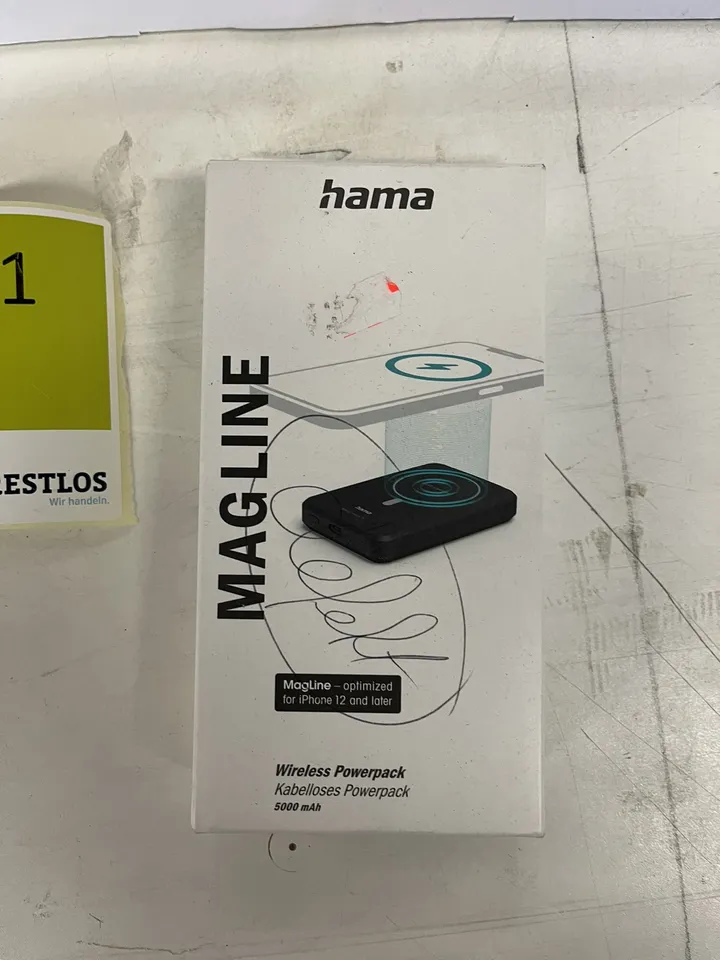 hama
1
MAGLINE
hama
RESTLOS
Wir handeln.
MagLine – optimized
for iPhone 12 and later
Wireless Powerpack
Kabelloses Powerpack
5000 mAh